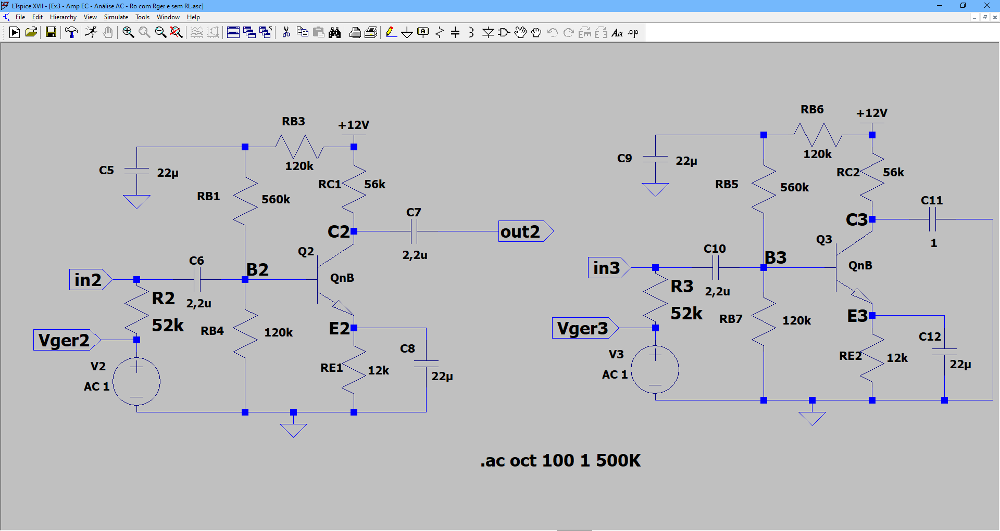 LTspice XVII - [Ex3 - Amp EC - Análise AC - Ro com Rger e sem RL.asc]
File Edit Hierarchy View Simulate Tools Window Help
RB3
+12V
120k
C5
22µ
RB1
560k
RC1
56k
C2
C7
2,2u
out2
Q2
QnB
in2
C6
2,2u
B2
R2
52k
RB4
120k
E2
Vger2
V2
AC 1
RE1
12k
C8
22µ
RB6
+12V
120k
C9
22µ
RB5
560k
RC2
56k
C3
C11
1
Q3
QnB
in3
C10
2,2u
B3
R3
52k
RB7
120k
E3
Vger3
V3
AC 1
RE2
12k
C12
22µ
.ac oct 100 1 500K